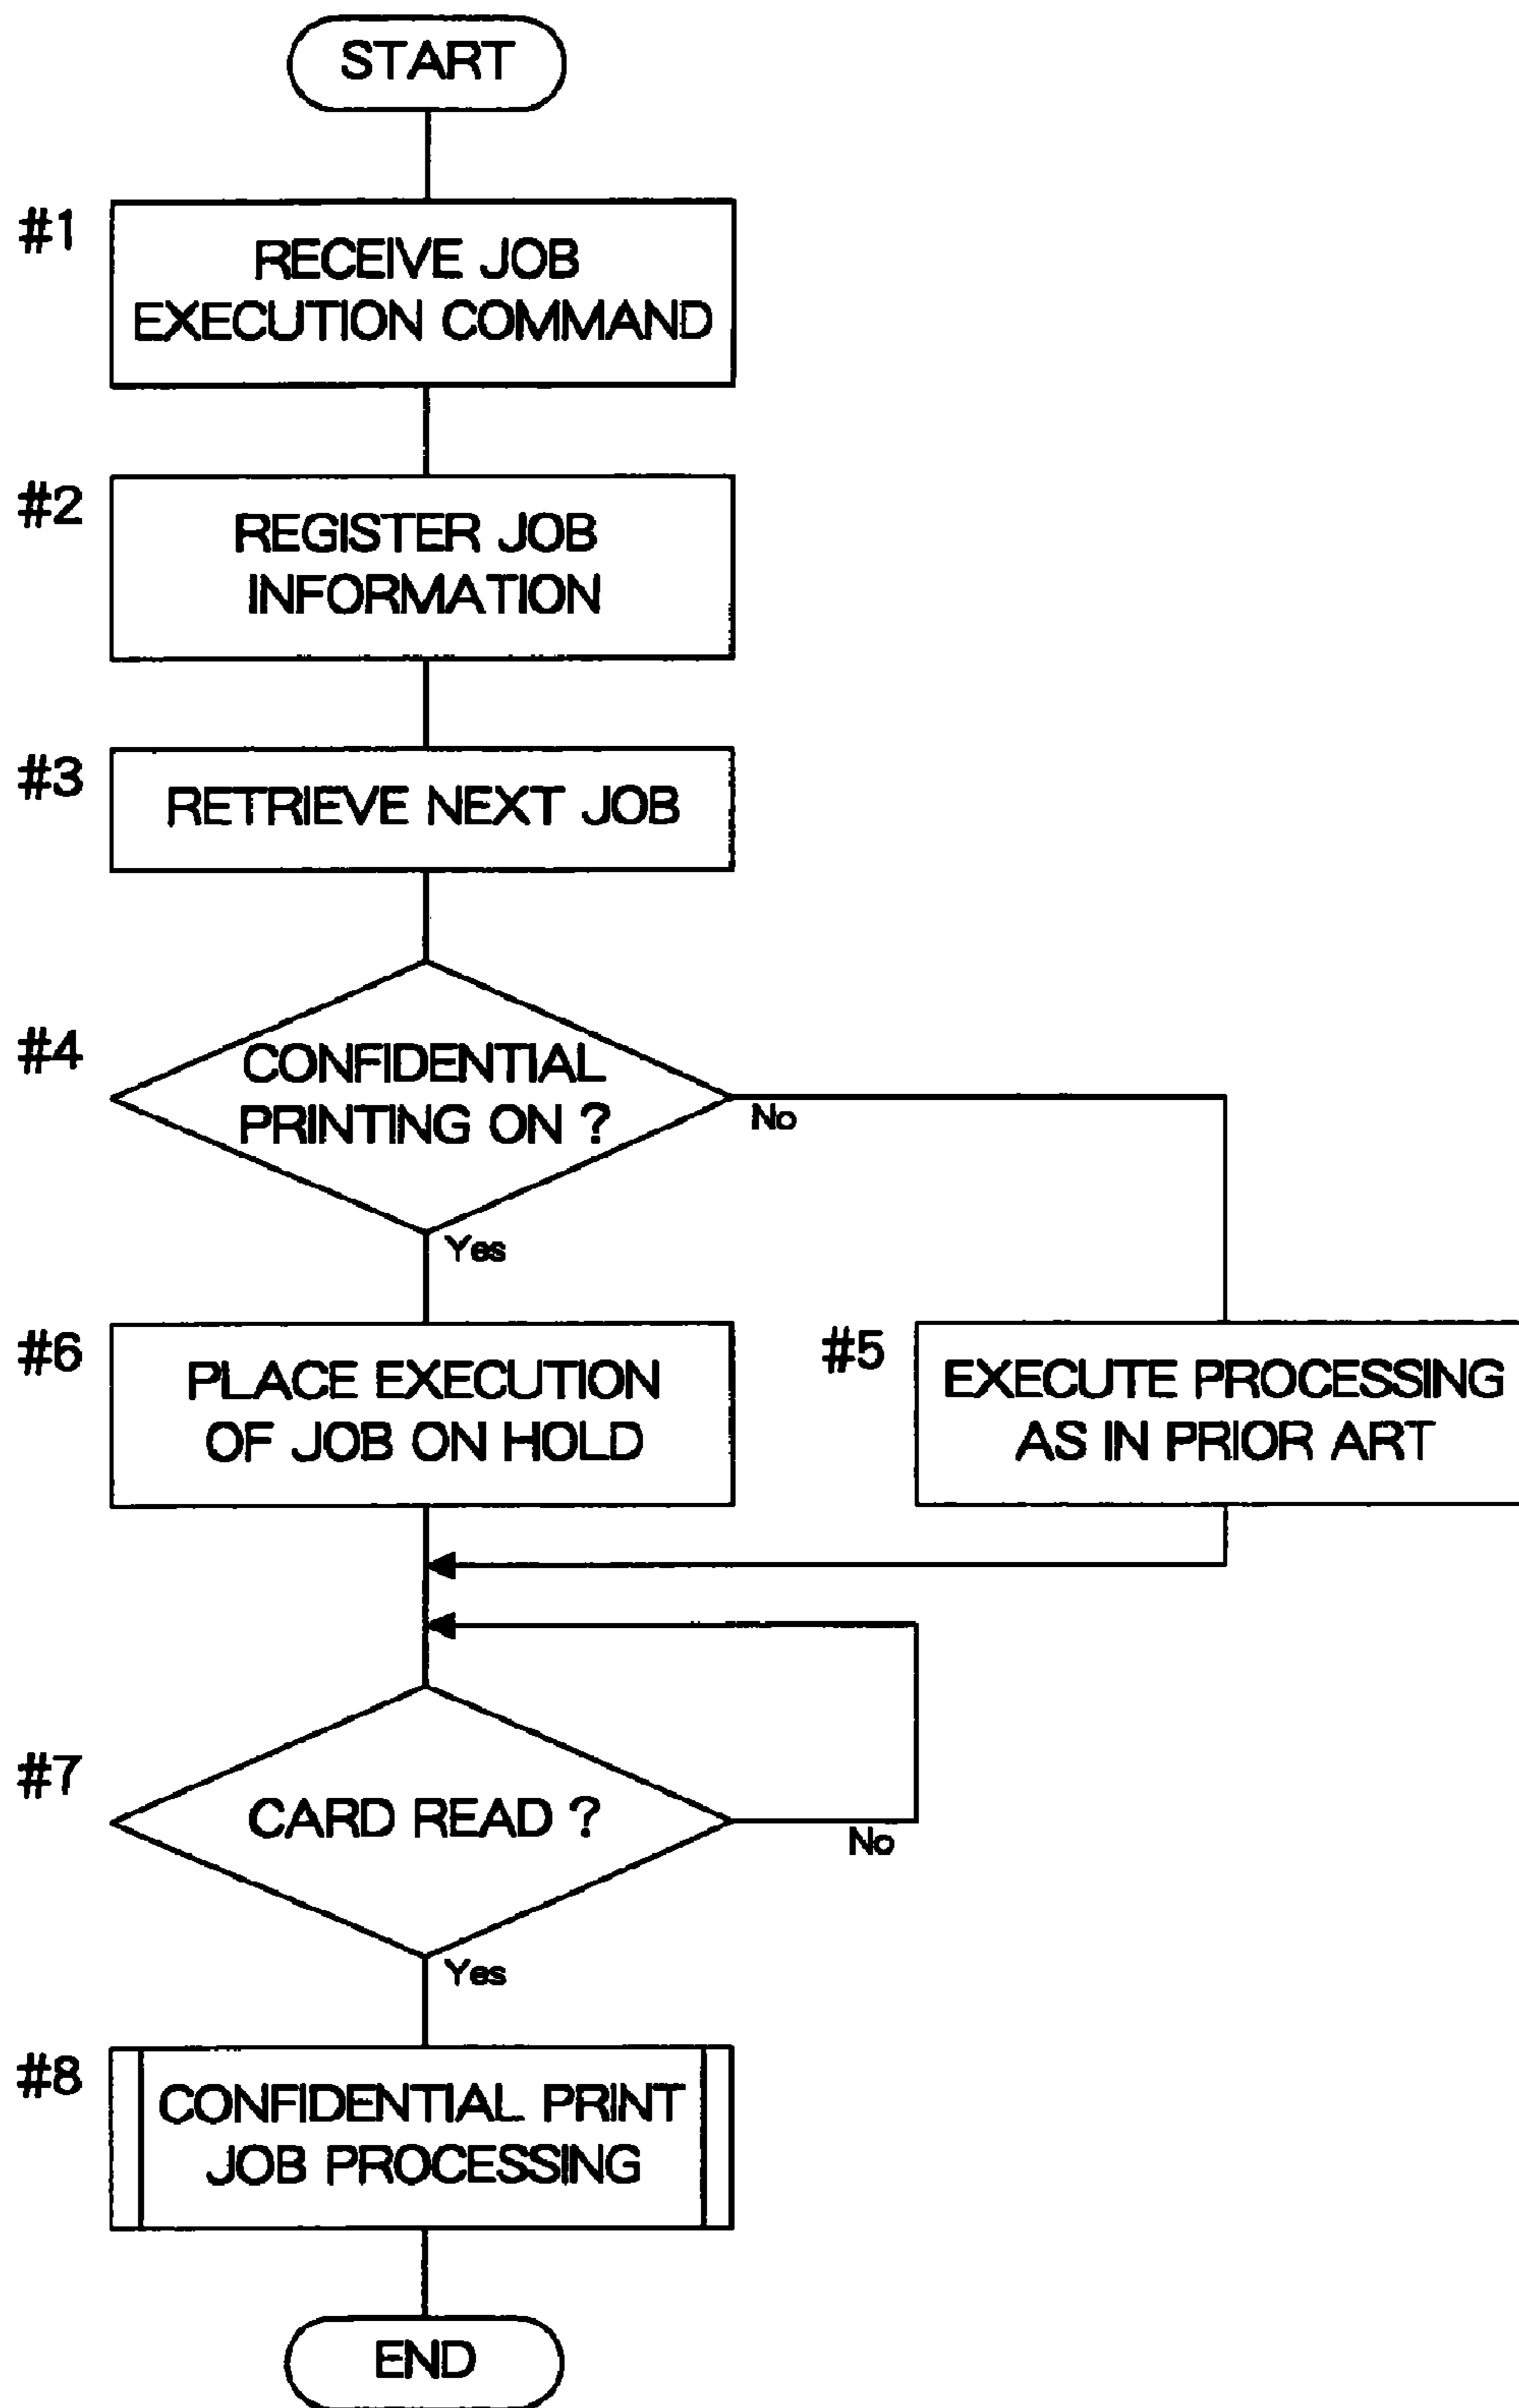 START
#1
RECEIVE JOB
EXECUTION COMMAND
#2
REGISTER JOB
INFORMATION
#3
RETRIEVE NEXT JOB
#4
CONFIDENTIAL
PRINTING ON ?
No
Yes
#6
PLACE EXECUTION
OF JOB ON HOLD
#5
EXECUTE PROCESSING
AS IN PRIOR ART
#7
CARD READ ?
No
Yes
#8
CONFIDENTIAL PRINT
JOB PROCESSING
END